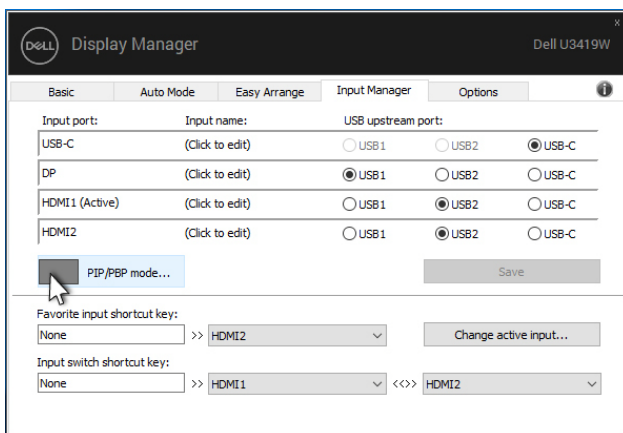 x
DELL Display Manager Dell U3419W
Basic Auto Mode Easy Arrange Input Manager Options i
Input port: Input name: USB upstream port:
USB-C (Click to edit) USB1 USB2 USB-C
DP (Click to edit) USB1 USB2 USB-C
HDMI1 (Active) (Click to edit) USB1 USB2 USB-C
HDMI2 (Click to edit) USB1 USB2 USB-C
PIP/PBP mode... Save
Favorite input shortcut key:
None >> HDMI2 Change active input...
Input switch shortcut key:
None >> HDMI1 <<>> HDMI2